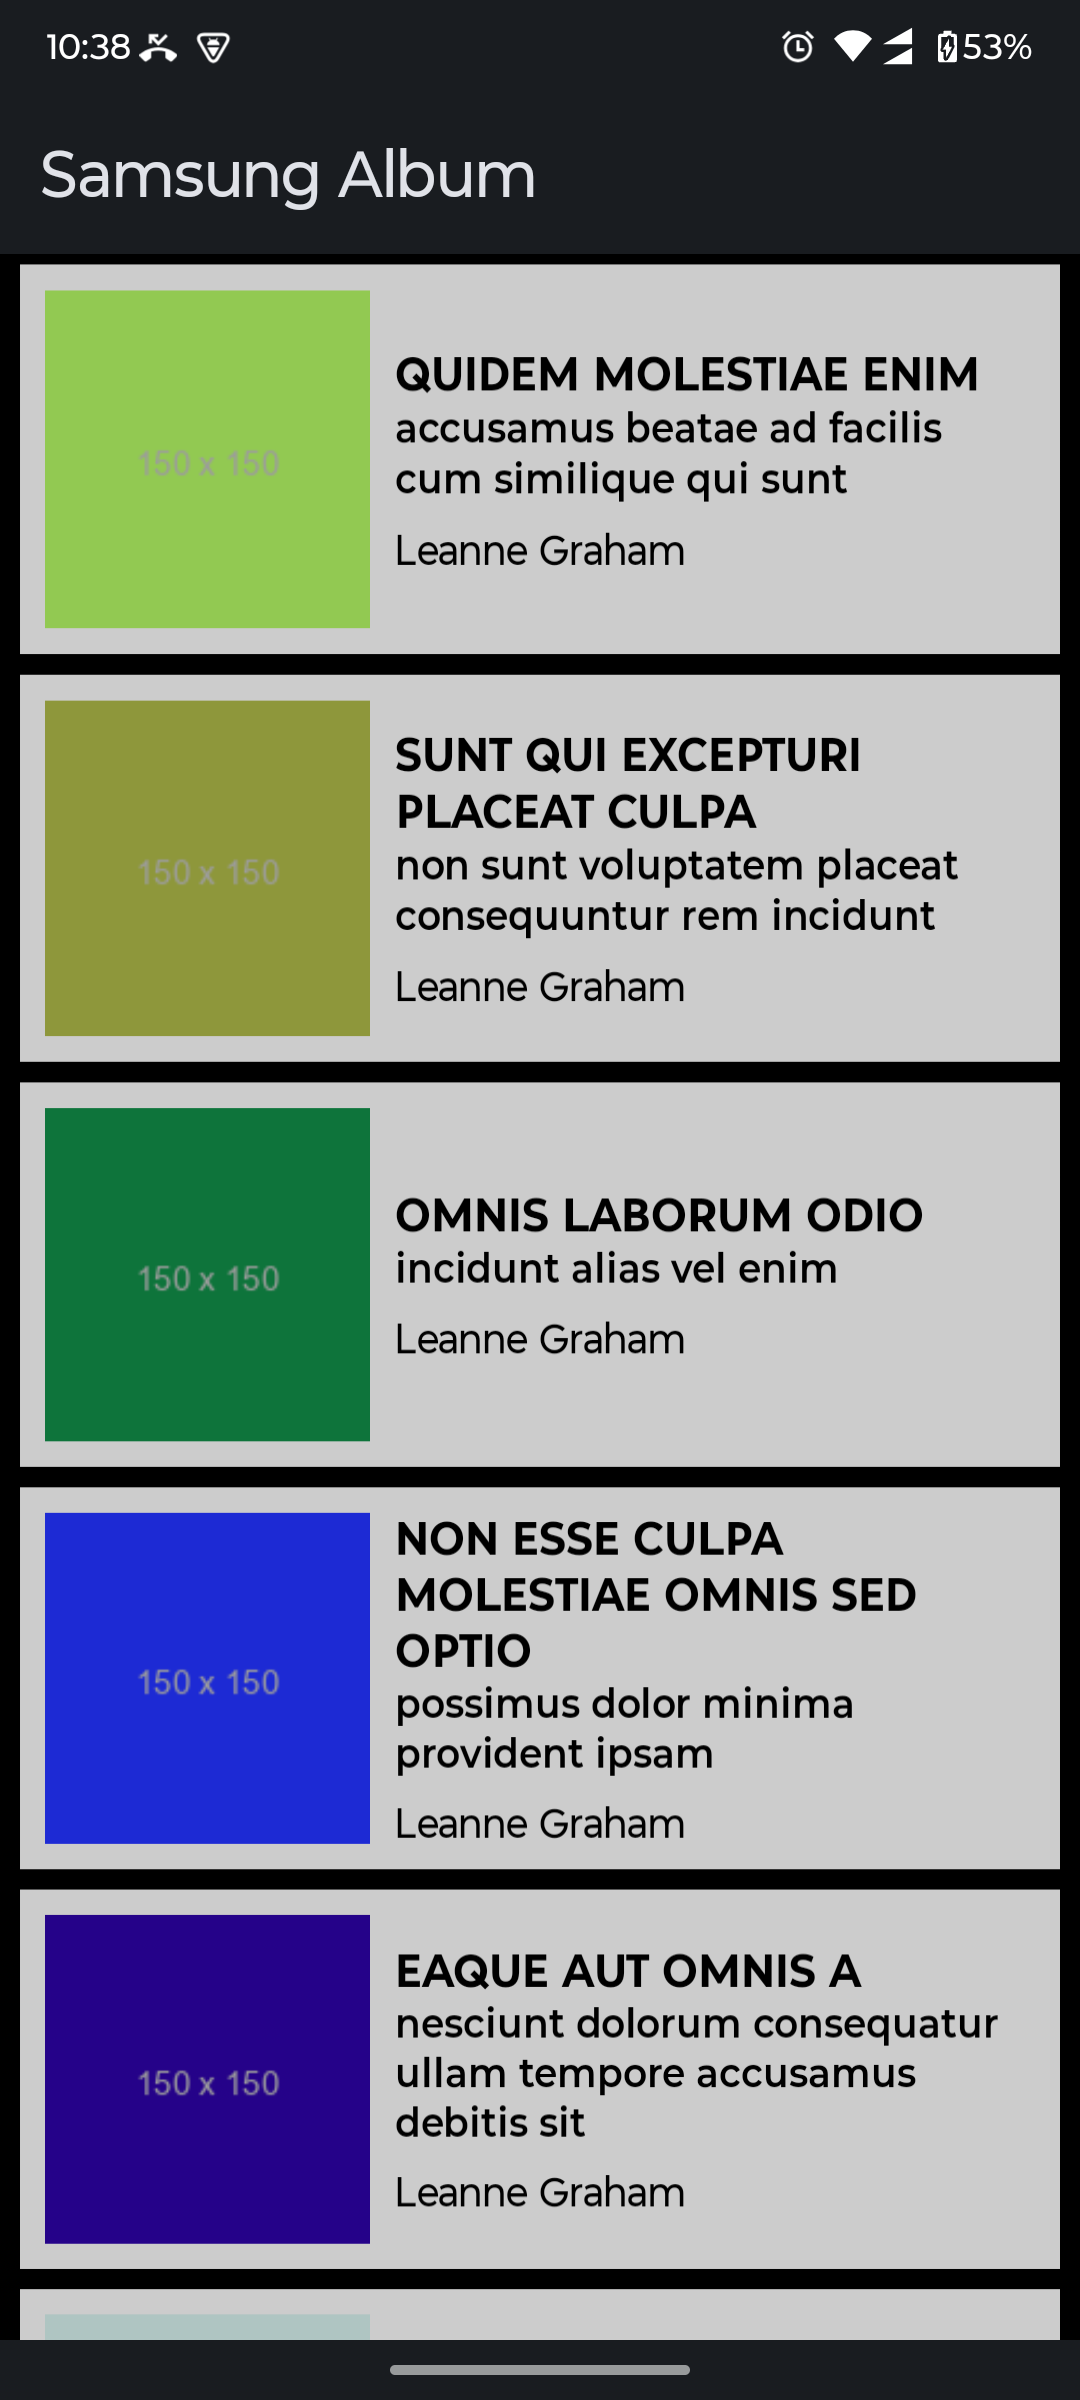 10:38
53%
Samsung Album
150 x 150
QUIDEM MOLESTIAE ENIM
accusamus beatae ad facilis
cum similique qui sunt
Leanne Graham
150 x 150
SUNT QUI EXCEPTURI
PLACEAT CULPA
non sunt voluptatem placeat
consequuntur rem incidunt
Leanne Graham
150 x 150
OMNIS LABORUM ODIO
incidunt alias vel enim
Leanne Graham
150 x 150
NON ESSE CULPA
MOLESTIAE OMNIS SED
OPTIO
possimus dolor minima
provident ipsam
Leanne Graham
150 x 150
EAQUE AUT OMNIS A
nesciunt dolorum consequatur
ullam tempore accusamus
debitis sit
Leanne Graham